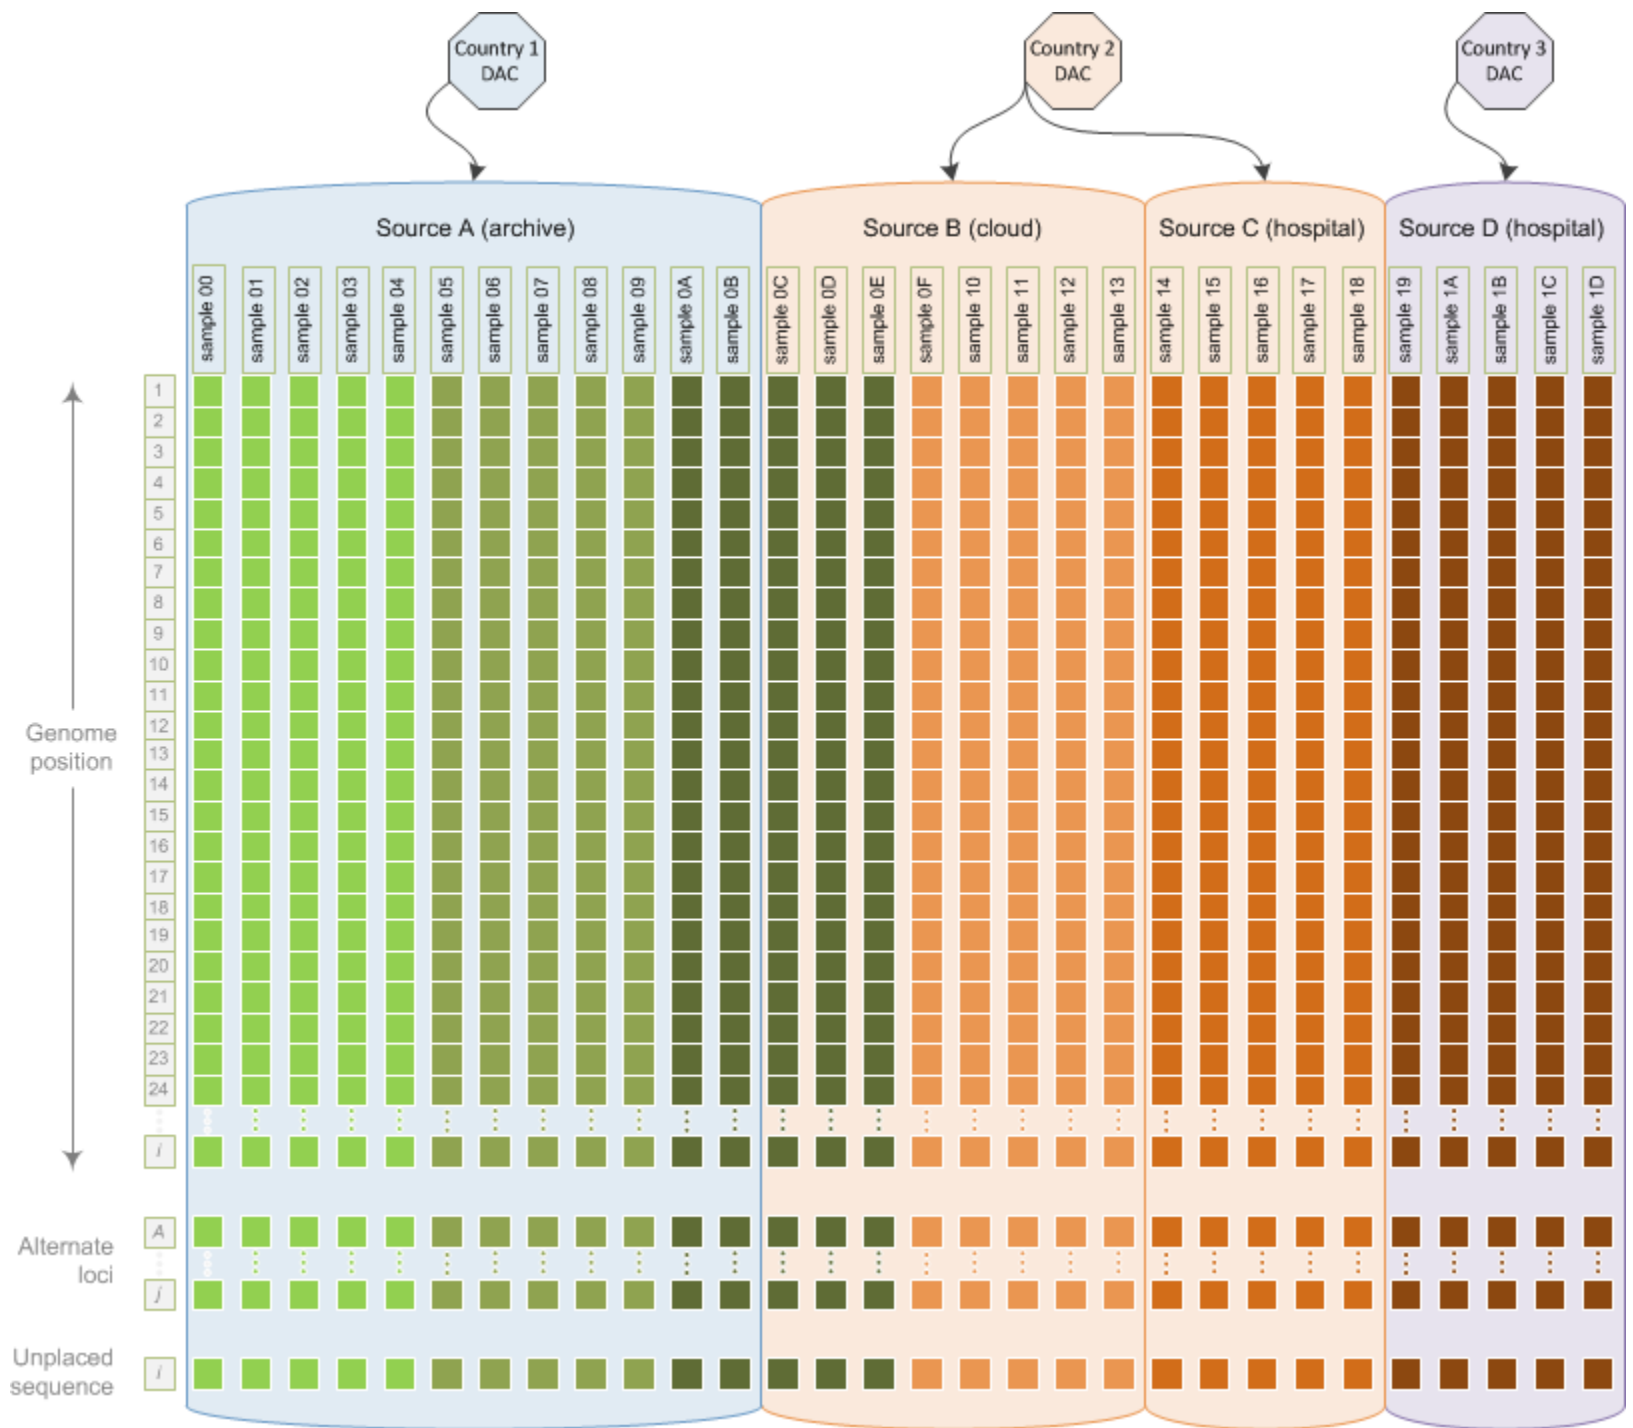 Country 1
DAC
Country 2
DAC
Country 3
DAC
Source A (archive)
Source B (cloud)
Source C (hospital)
Source D (hospital)
sample 00
sample 01
sample 02
sample 03
sample 04
sample 05
sample 06
sample 07
sample 08
sample 09
sample 0A
sample 0B
sample 0C
sample 0D
sample 0E
sample 0F
sample 10
sample 11
sample 12
sample 13
sample 14
sample 15
sample 16
sample 17
sample 18
sample 19
sample 1A
sample 1B
sample 1C
sample 1D
Genome
position
1
2
3
4
5
6
7
8
9
10
11
12
13
14
15
16
17
18
19
20
21
22
23
24
i
Alternate
loci
A
j
Unplaced
sequence
i